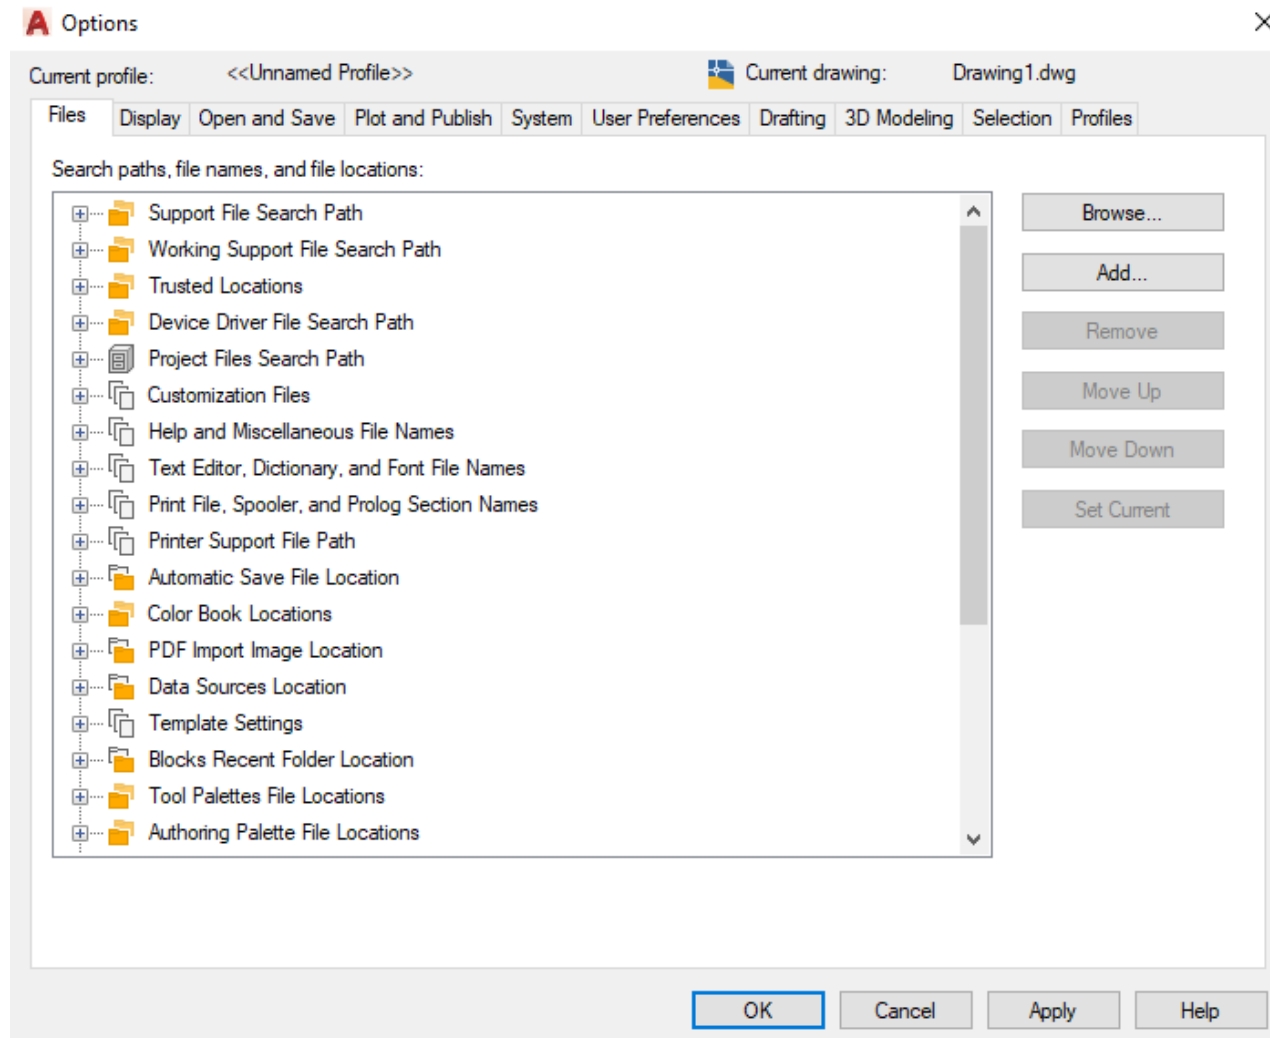 Options
Current profile: <<Unnamed Profile>> Current drawing: Drawing1.dwg
Files Display Open and Save Plot and Publish System User Preferences Drafting 3D Modeling Selection Profiles
Search paths, file names, and file locations:
Support File Search Path
Working Support File Search Path
Trusted Locations
Device Driver File Search Path
Project Files Search Path
Customization Files
Help and Miscellaneous File Names
Text Editor, Dictionary, and Font File Names
Print File, Spooler, and Prolog Section Names
Printer Support File Path
Automatic Save File Location
Color Book Locations
PDF Import Image Location
Data Sources Location
Template Settings
Blocks Recent Folder Location
Tool Palettes File Locations
Authoring Palette File Locations
Browse...
Add...
Remove
Move Up
Move Down
Set Current
OK Cancel Apply Help